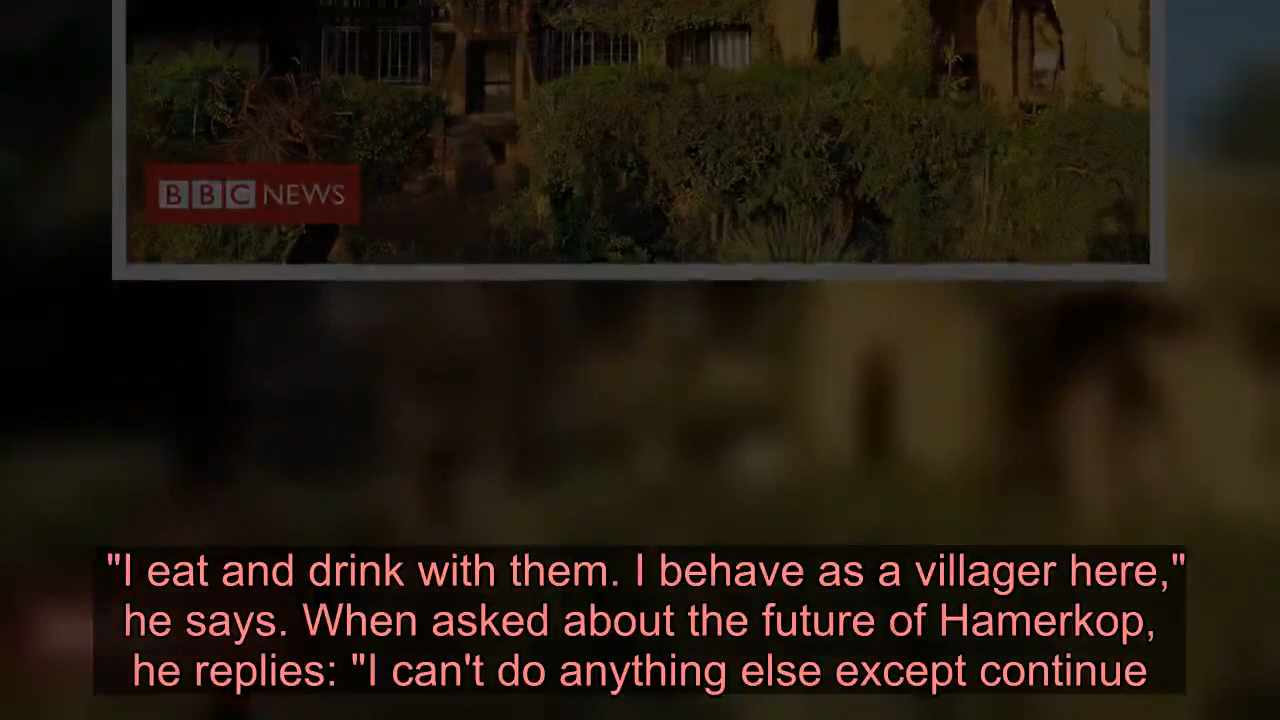 BBC NEWS
"I eat and drink with them. I behave as a villager here,"
he says. When asked about the future of Hamerkop,
he replies: "I can't do anything else except continue